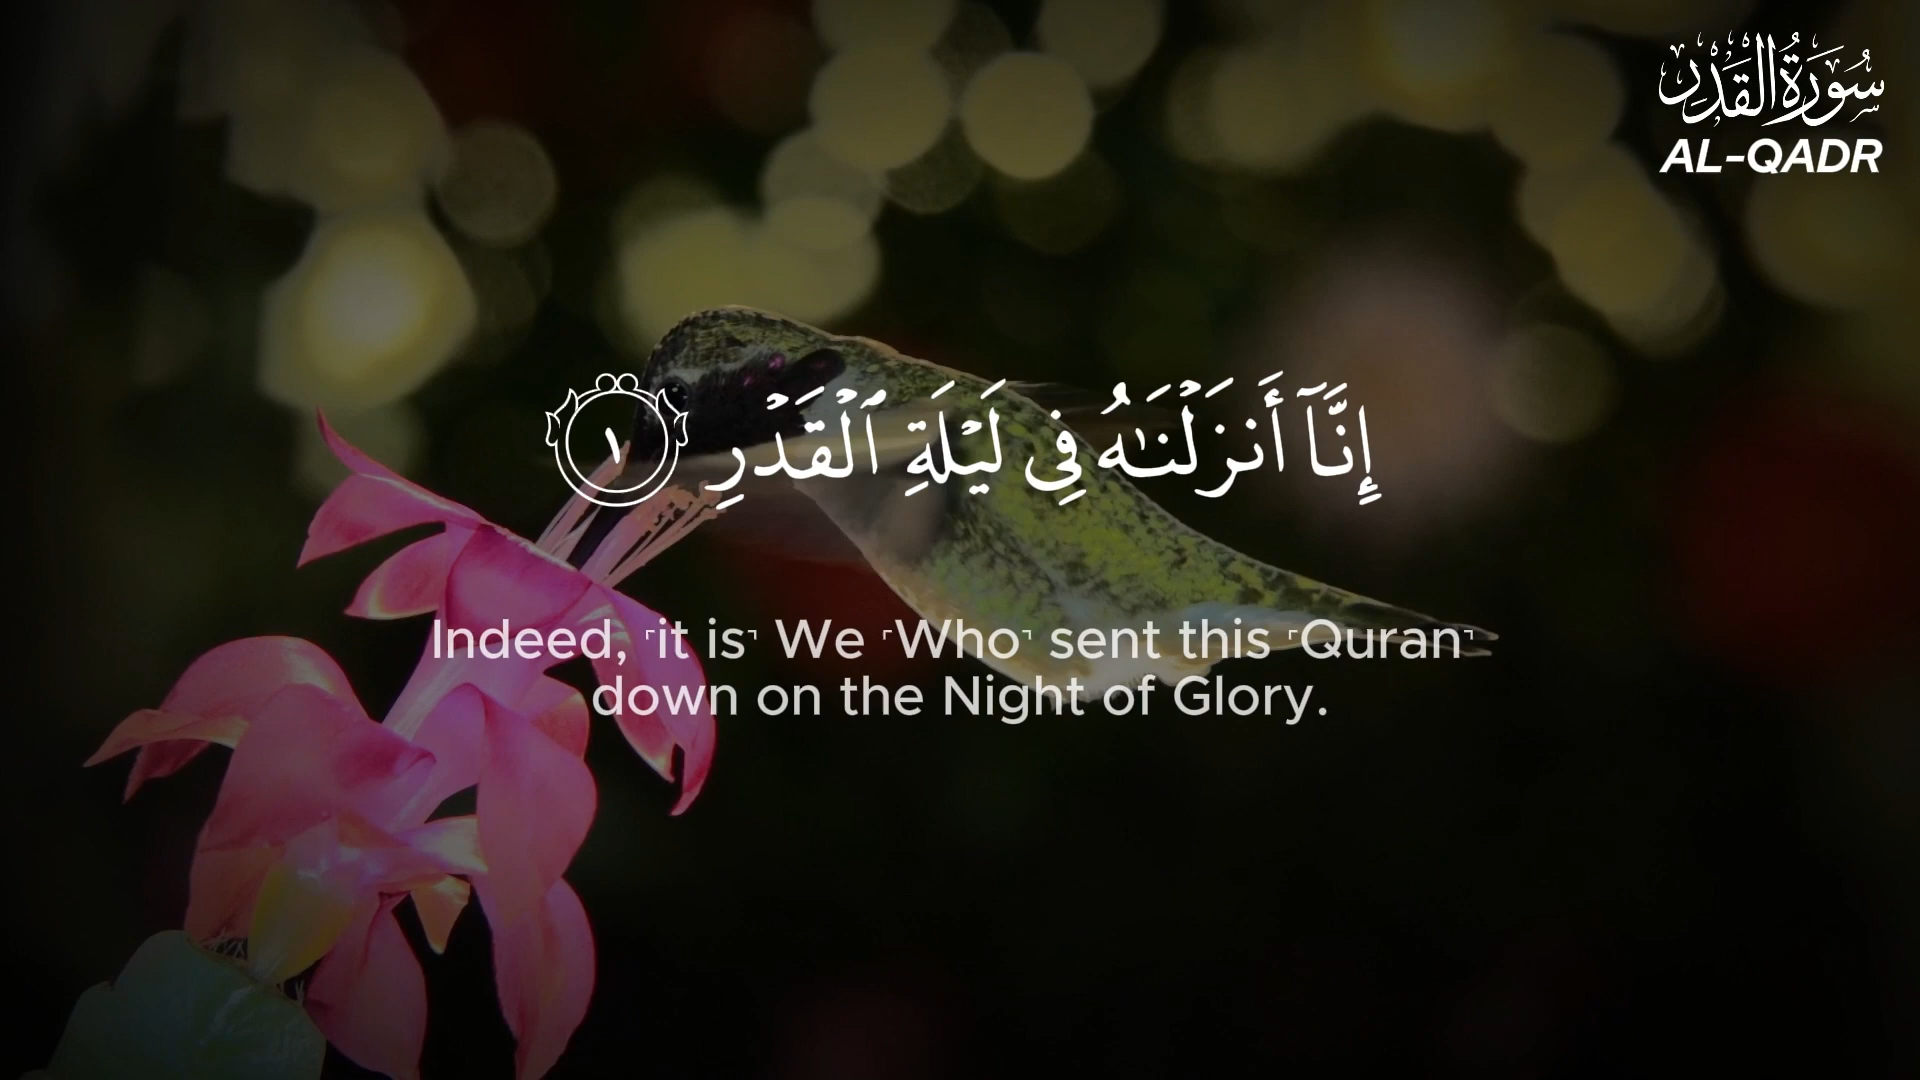 سُورَةُ القَدْرِ
AL-QADR
إِنَّآ أَنزَلْنَـٰهُ فِى لَيْلَةِ ٱلْقَدْرِ ١
Indeed, ⸢it is⸣ We ⸢Who⸣ sent this ⸢Quran⸣
down on the Night of Glory.